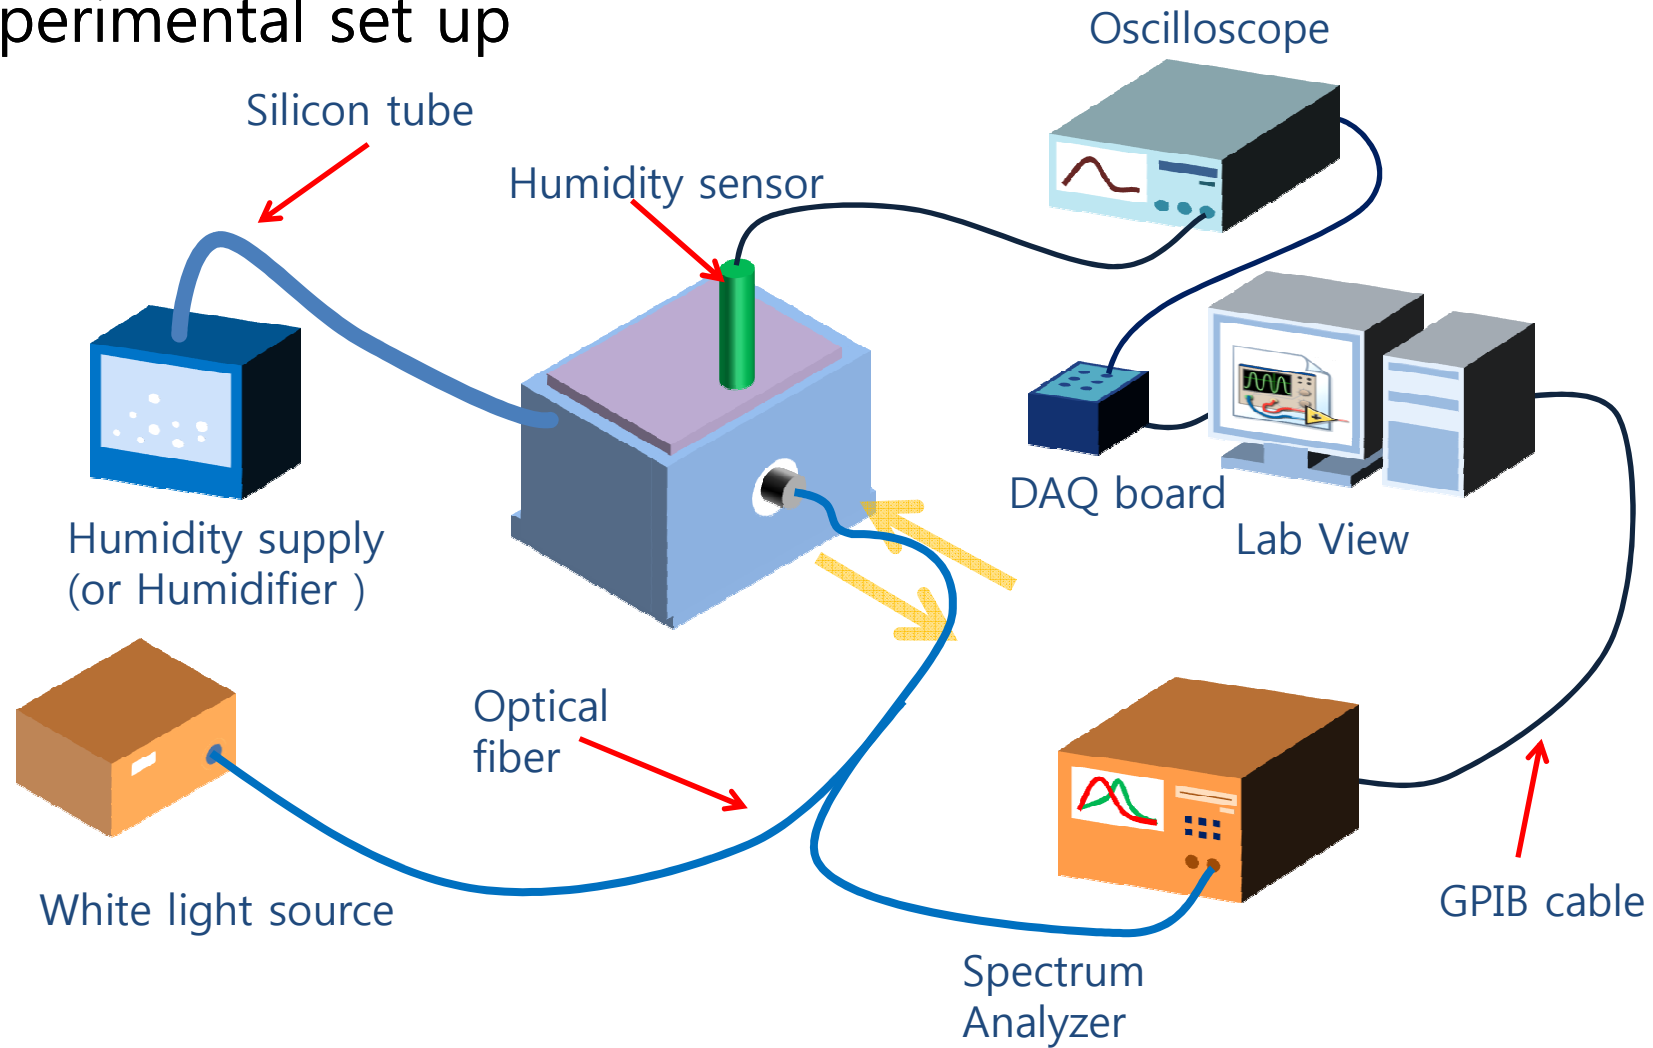 perimental set up
Oscilloscope
Silicon tube
Humidity sensor
DAQ board
Lab View
Humidity supply
(or Humidifier )
Optical
fiber
White light source
GPIB cable
Spectrum
Analyzer